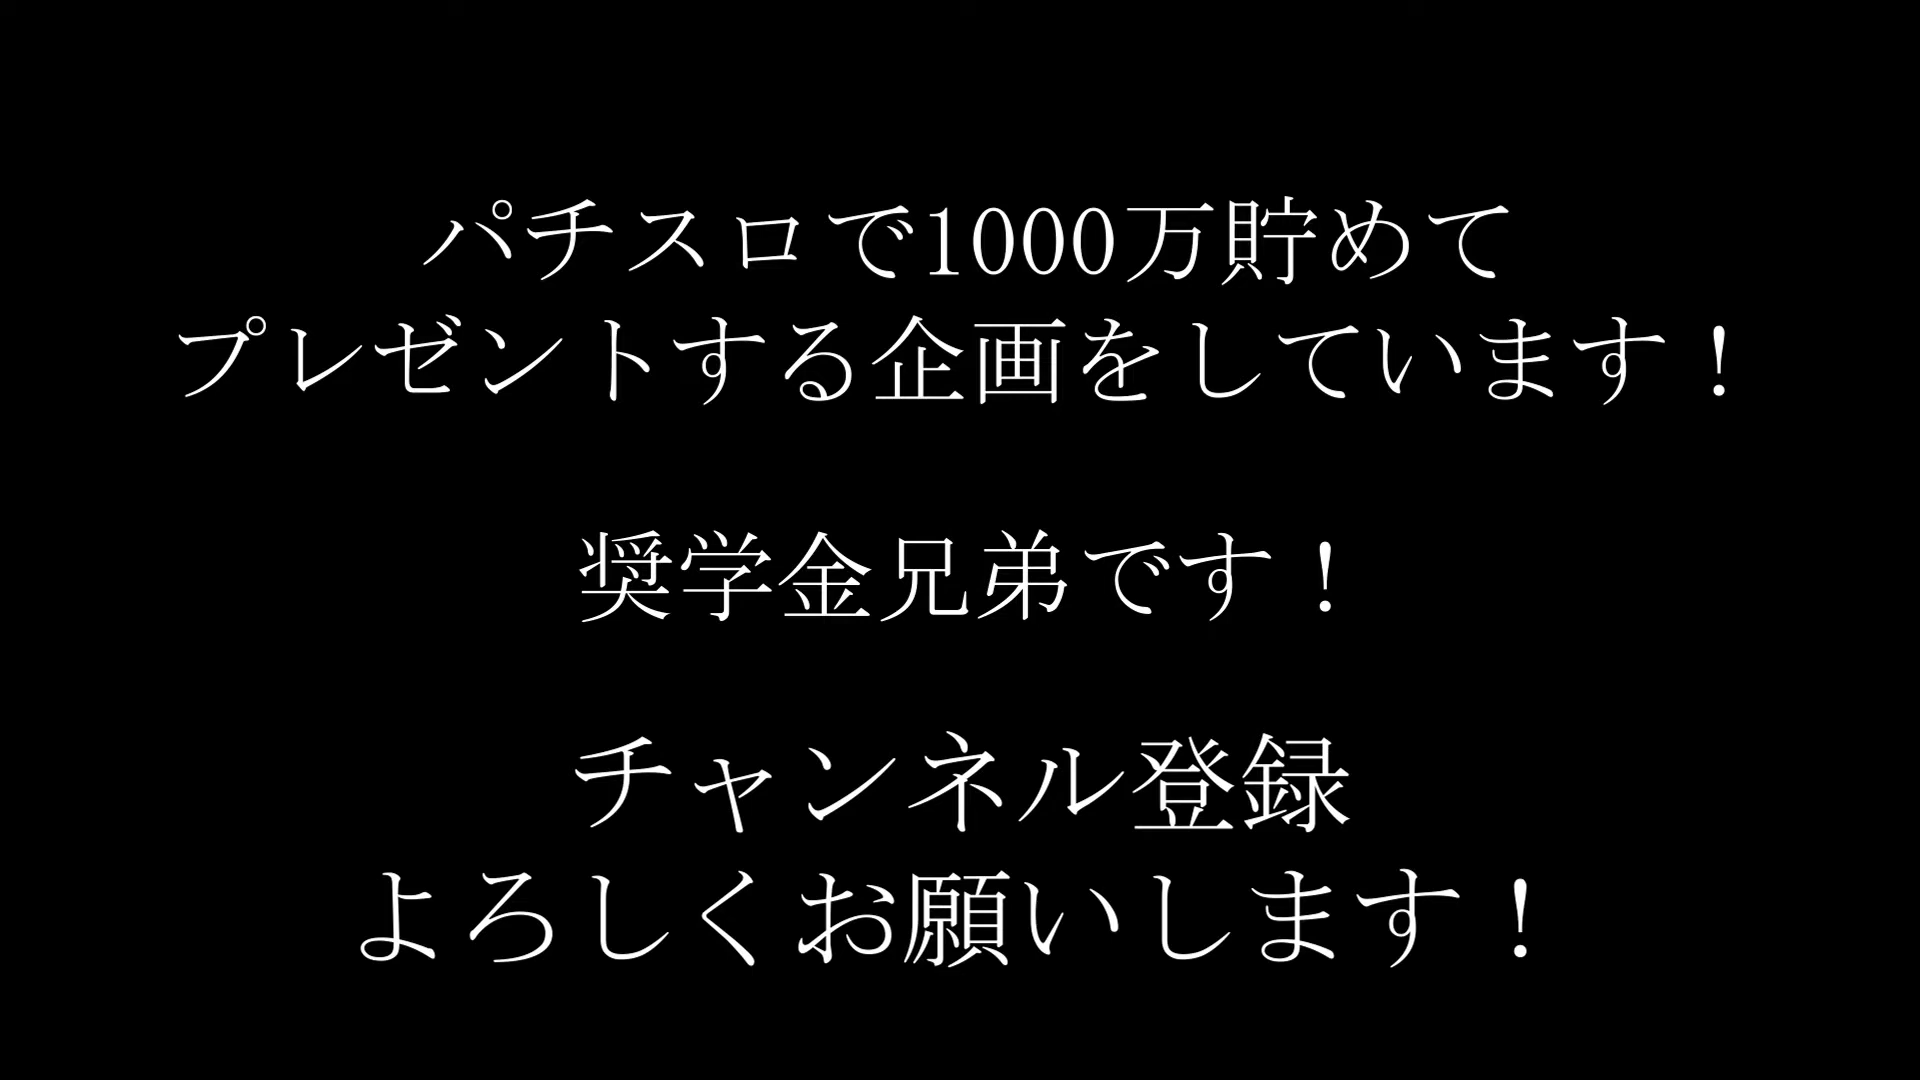 パチスロで1000万貯めて
プレゼントする企画をしています！
奨学金兄弟です！
チャンネル登録
よろしくお願いします！